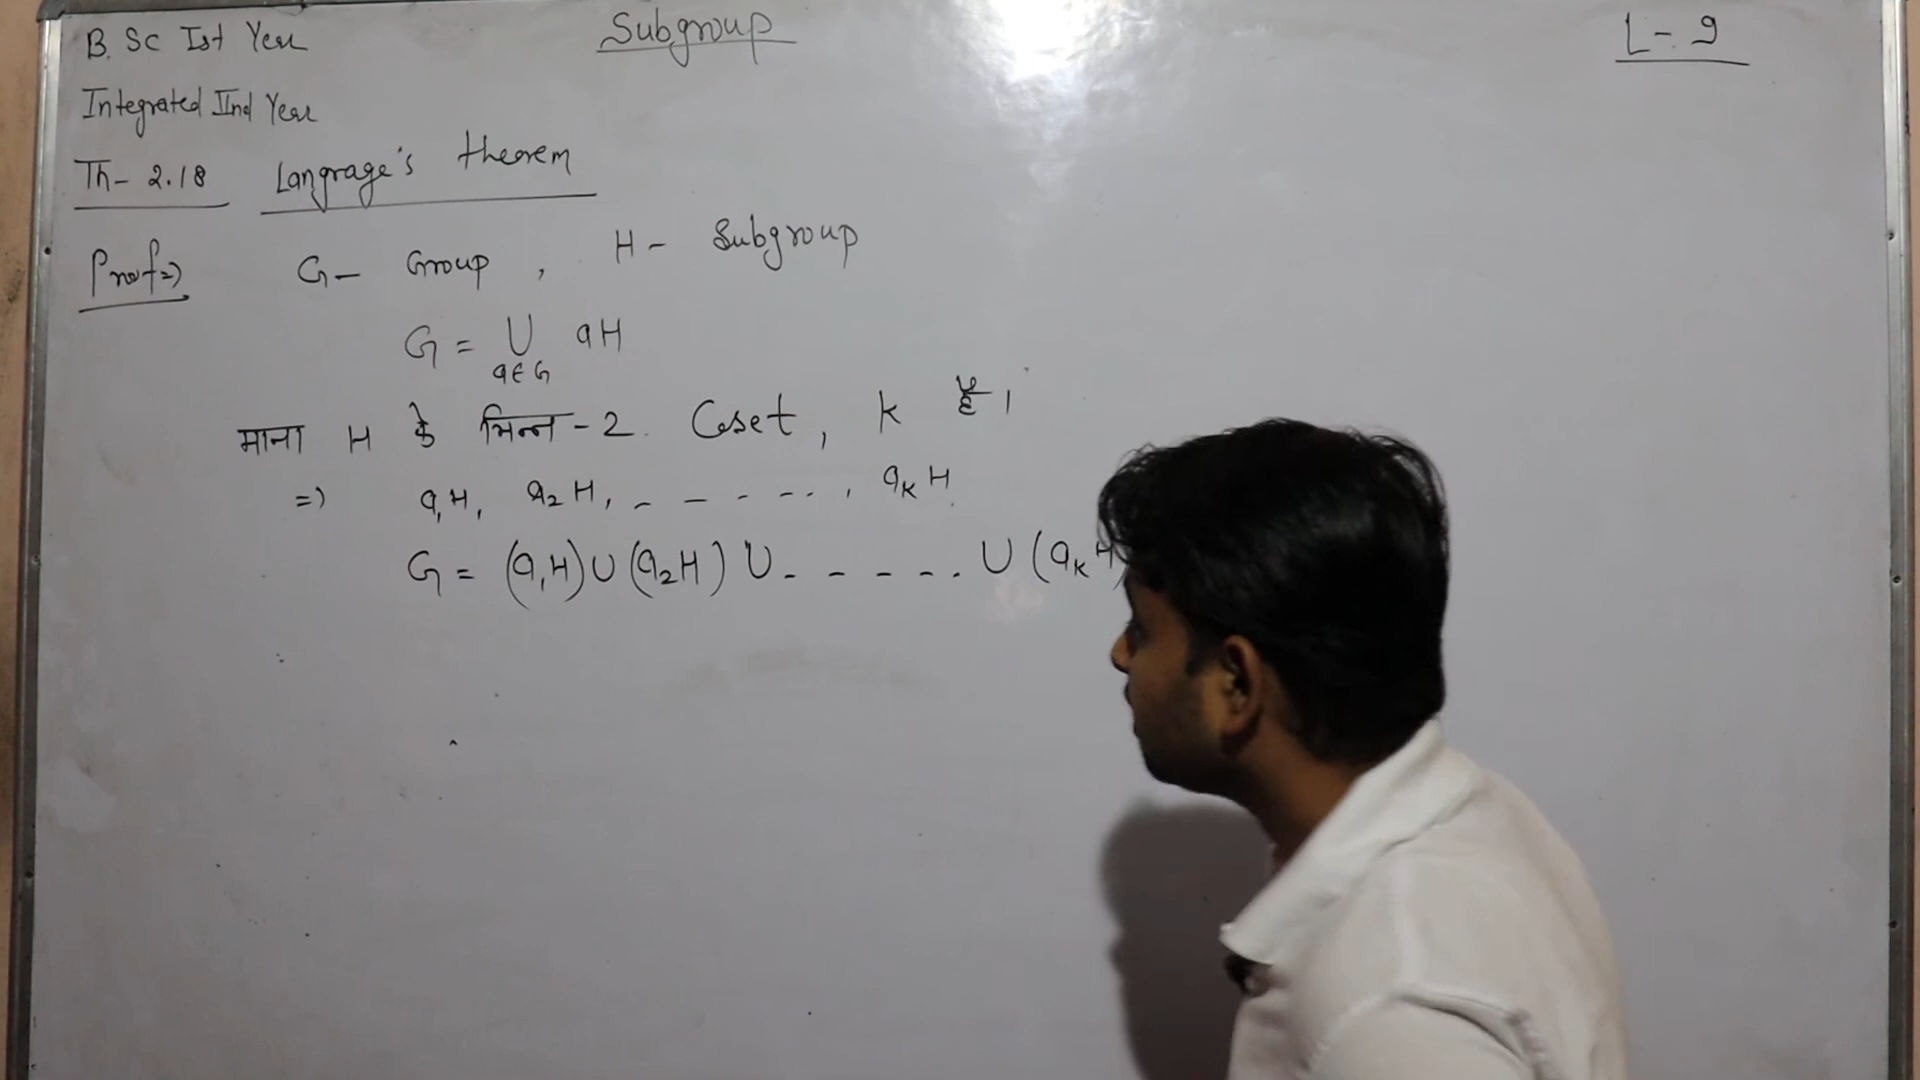 B. Sc Ist Year
Subgroup
L - 9
Integrated IInd Year
Th - 2.18 Langrage's theorem
Proof => G - Group , H - Subgroup
G = ∪ aH
a∈G
माना H के भिन्न - 2 Coset , k हैं।
=> a₁H, a₂H, - - - - - , aₖH
G = (a₁H) ∪ (a₂H) ∪ - - - - - ∪ (aₖH)